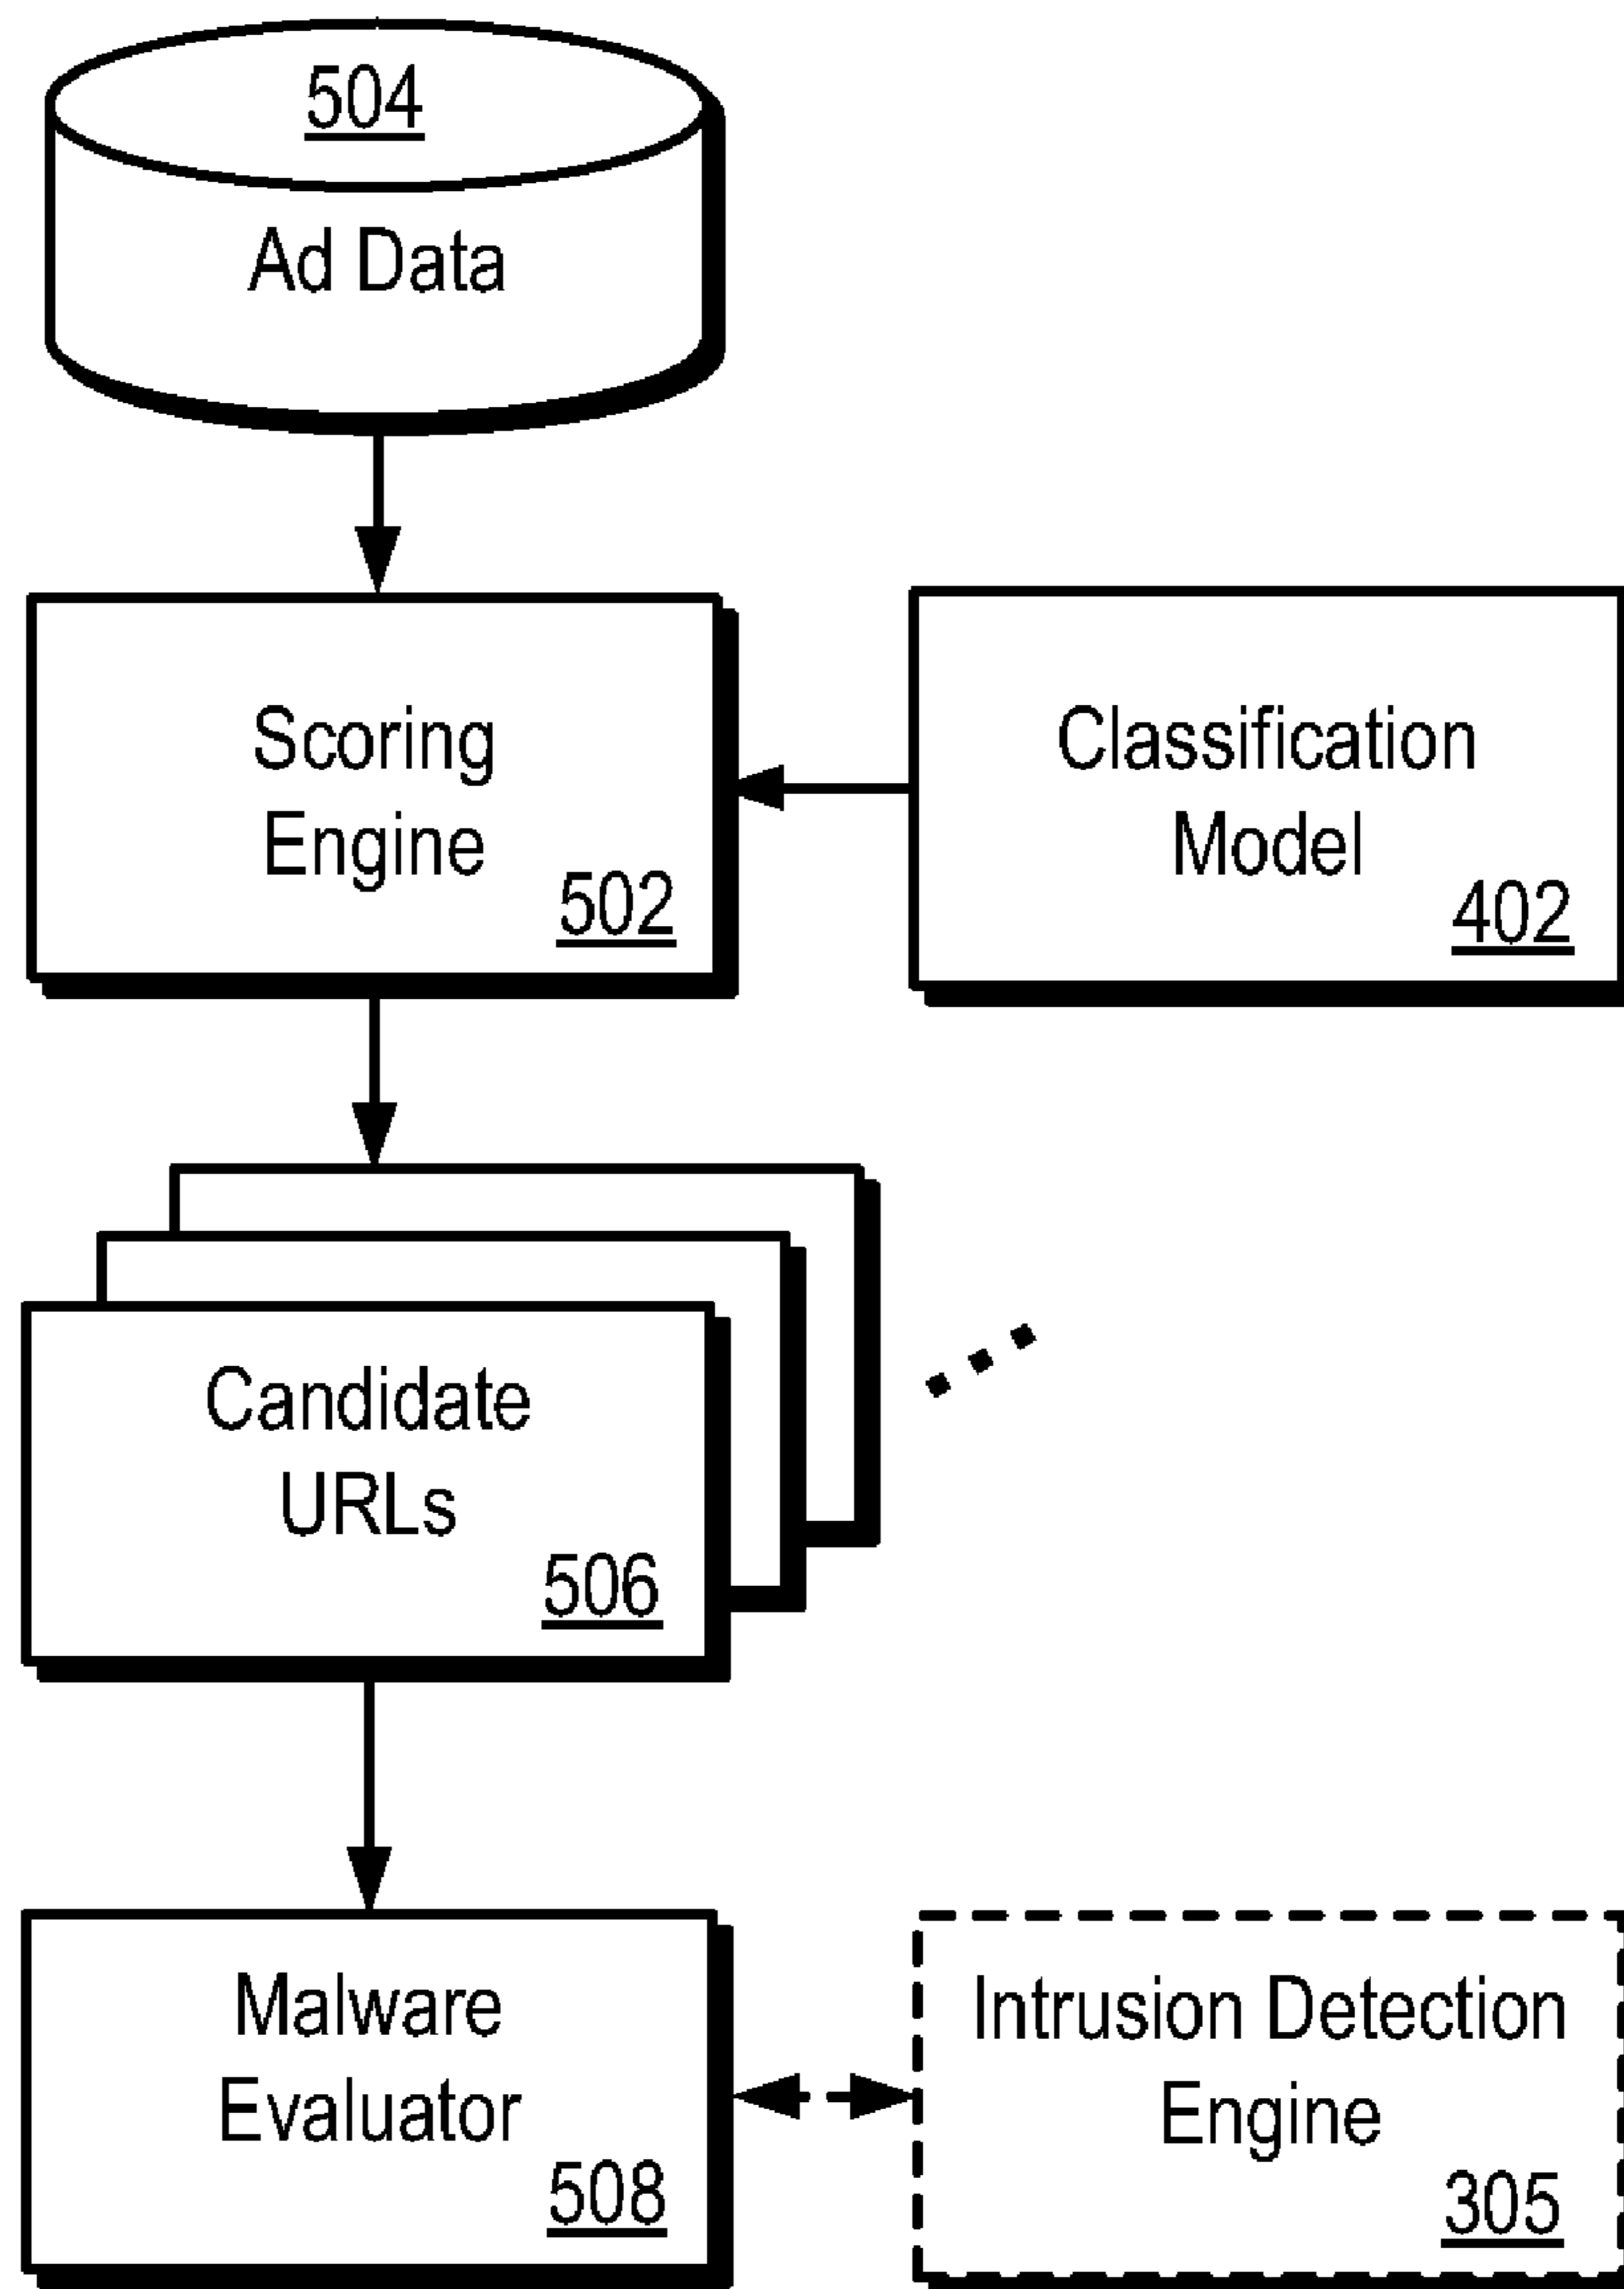 504
Ad Data
Scoring
Engine
502
Classification
Model
402
Candidate
URLs
506
Malware
Evaluator
508
Intrusion Detection
Engine
305